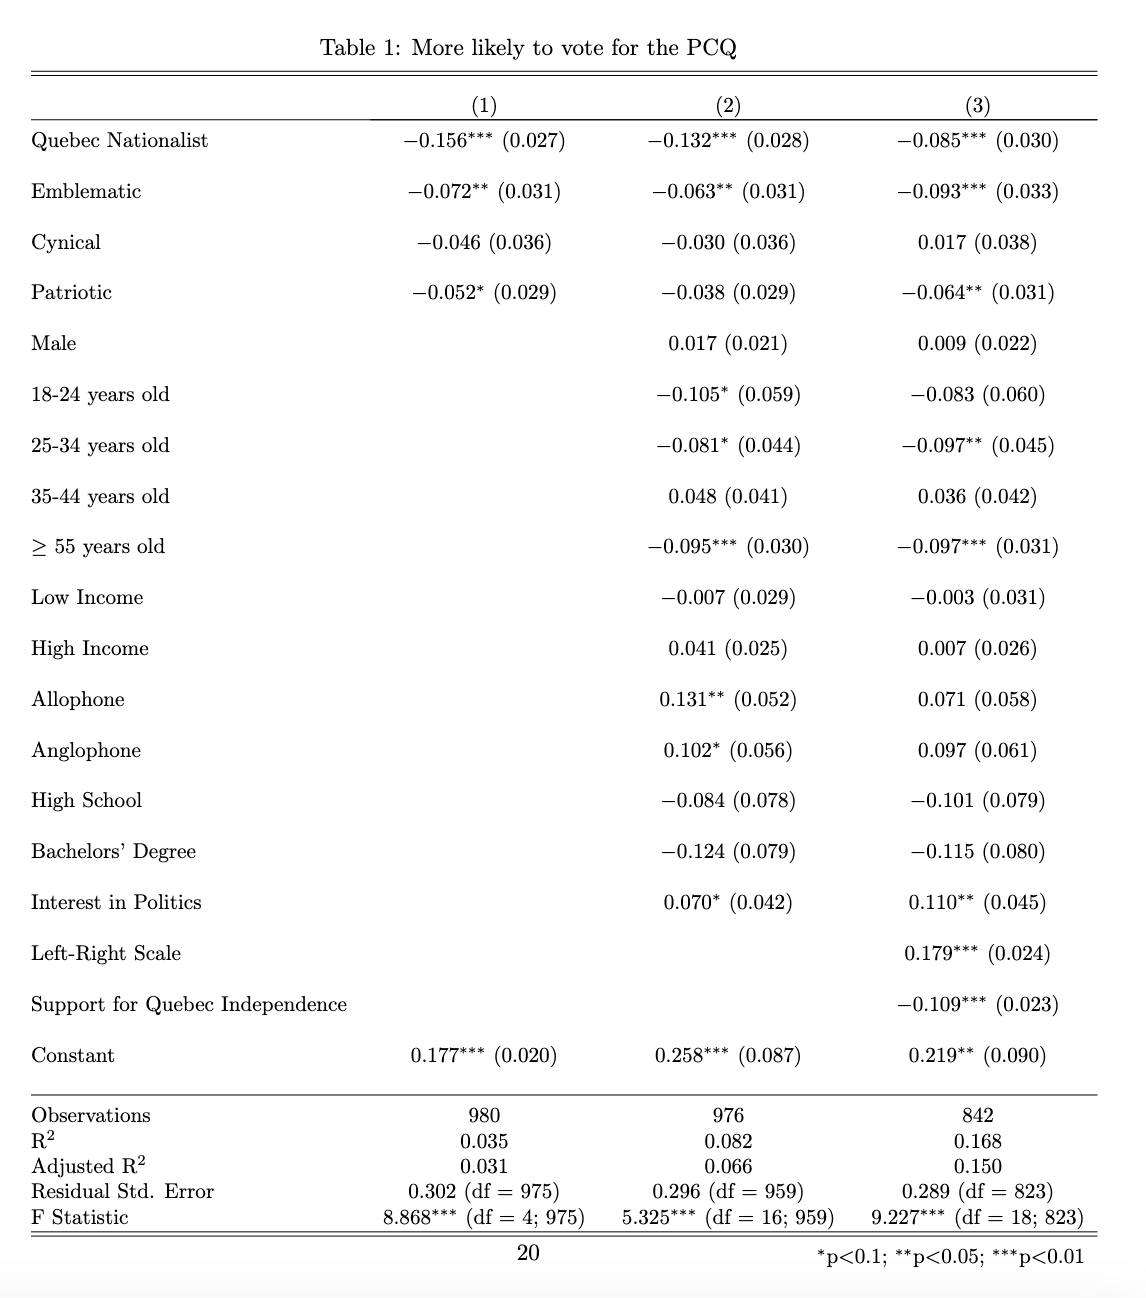 Table 1: More likely to vote for the PCQ
(1) (2) (3)
Quebec Nationalist −0.156*** (0.027) −0.132*** (0.028) −0.085*** (0.030)
Emblematic −0.072** (0.031) −0.063** (0.031) −0.093*** (0.033)
Cynical −0.046 (0.036) −0.030 (0.036) 0.017 (0.038)
Patriotic −0.052* (0.029) −0.038 (0.029) −0.064** (0.031)
Male 0.017 (0.021) 0.009 (0.022)
18-24 years old −0.105* (0.059) −0.083 (0.060)
25-34 years old −0.081* (0.044) −0.097** (0.045)
35-44 years old 0.048 (0.041) 0.036 (0.042)
≥ 55 years old −0.095*** (0.030) −0.097*** (0.031)
Low Income −0.007 (0.029) −0.003 (0.031)
High Income 0.041 (0.025) 0.007 (0.026)
Allophone 0.131** (0.052) 0.071 (0.058)
Anglophone 0.102* (0.056) 0.097 (0.061)
High School −0.084 (0.078) −0.101 (0.079)
Bachelors' Degree −0.124 (0.079) −0.115 (0.080)
Interest in Politics 0.070* (0.042) 0.110** (0.045)
Left-Right Scale 0.179*** (0.024)
Support for Quebec Independence −0.109*** (0.023)
Constant 0.177*** (0.020) 0.258*** (0.087) 0.219** (0.090)
Observations 980 976 842
R² 0.035 0.082 0.168
Adjusted R² 0.031 0.066 0.150
Residual Std. Error 0.302 (df = 975) 0.296 (df = 959) 0.289 (df = 823)
F Statistic 8.868*** (df = 4; 975) 5.325*** (df = 16; 959) 9.227*** (df = 18; 823)
20 *p<0.1; **p<0.05; ***p<0.01